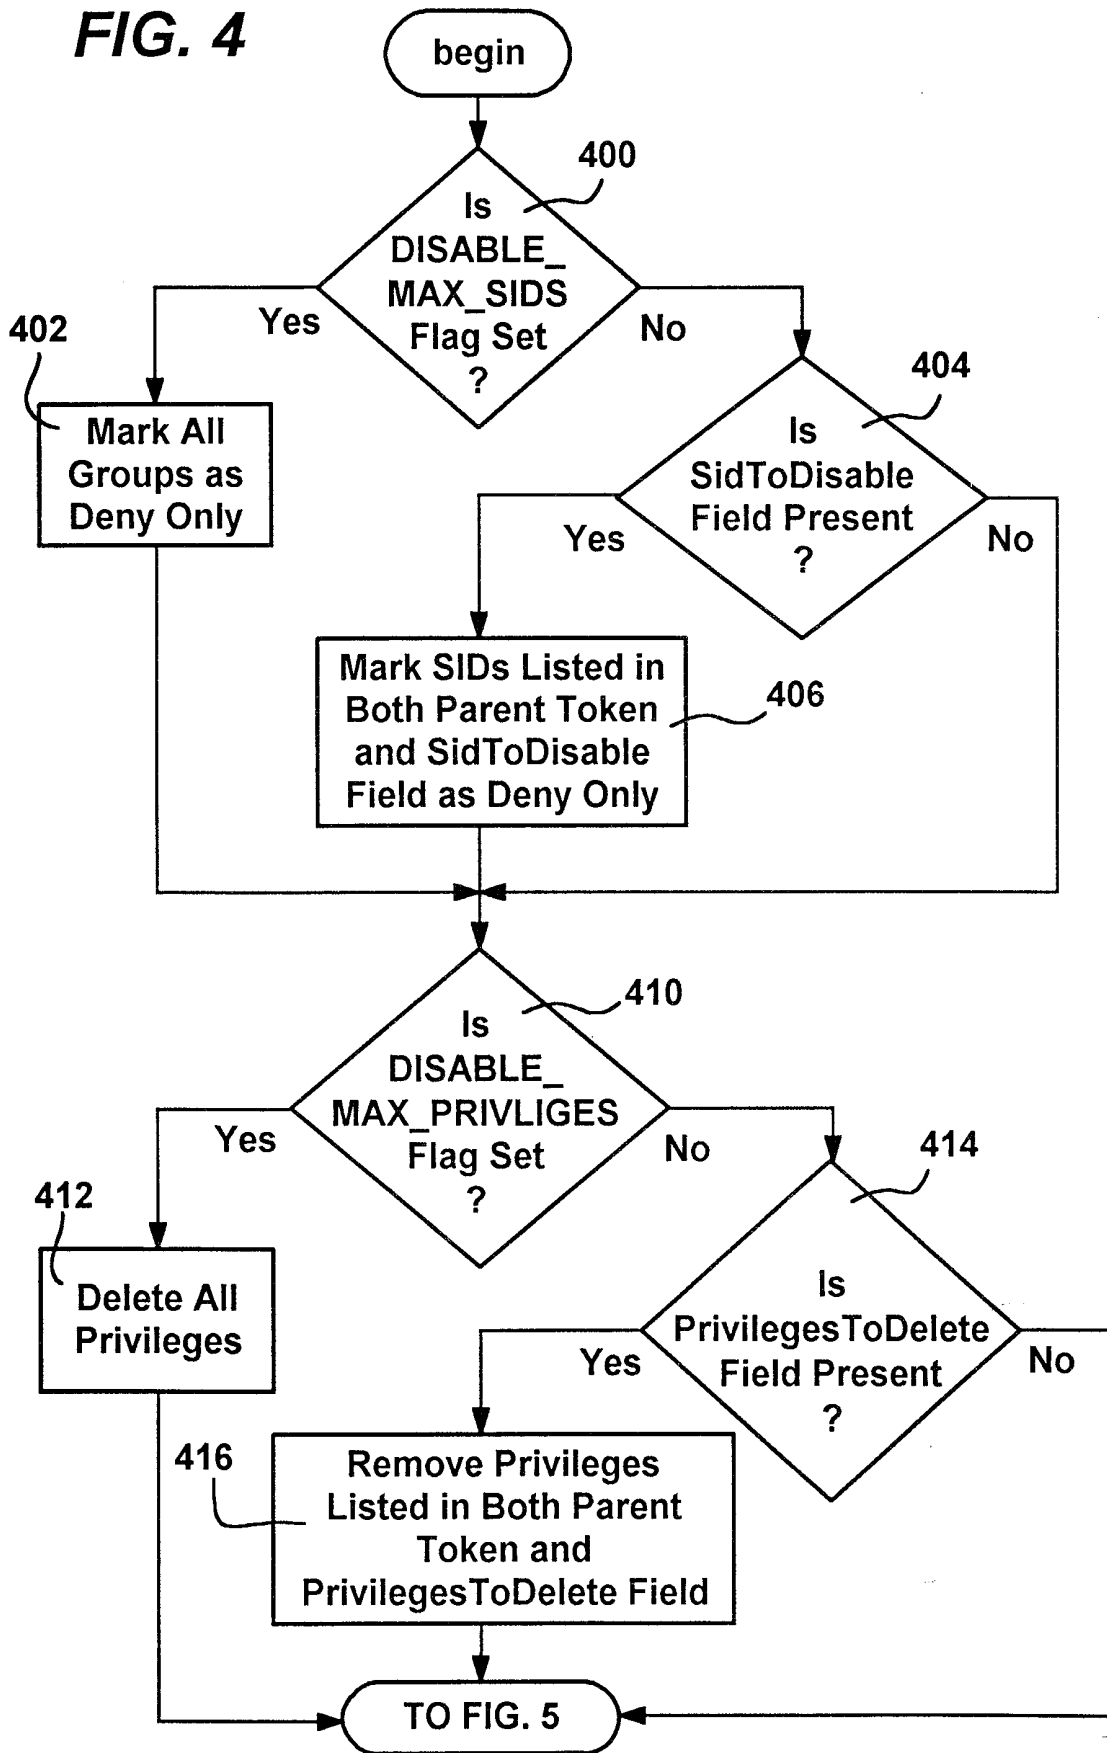 FIG. 4
begin
400
Is
DISABLE_
MAX_SIDS
Flag Set
?
Yes
No
402
Mark All
Groups as
Deny Only
404
Is
SidToDisable
Field Present
?
Yes
No
Mark SIDs Listed in
Both Parent Token
and SidToDisable
Field as Deny Only
406
410
Is
DISABLE_
MAX_PRIVLIGES
Flag Set
?
Yes
No
412
Delete All
Privileges
414
Is
PrivilegesToDelete
Field Present
?
Yes
No
416
Remove Privileges
Listed in Both Parent
Token and
PrivilegesToDelete Field
TO FIG. 5